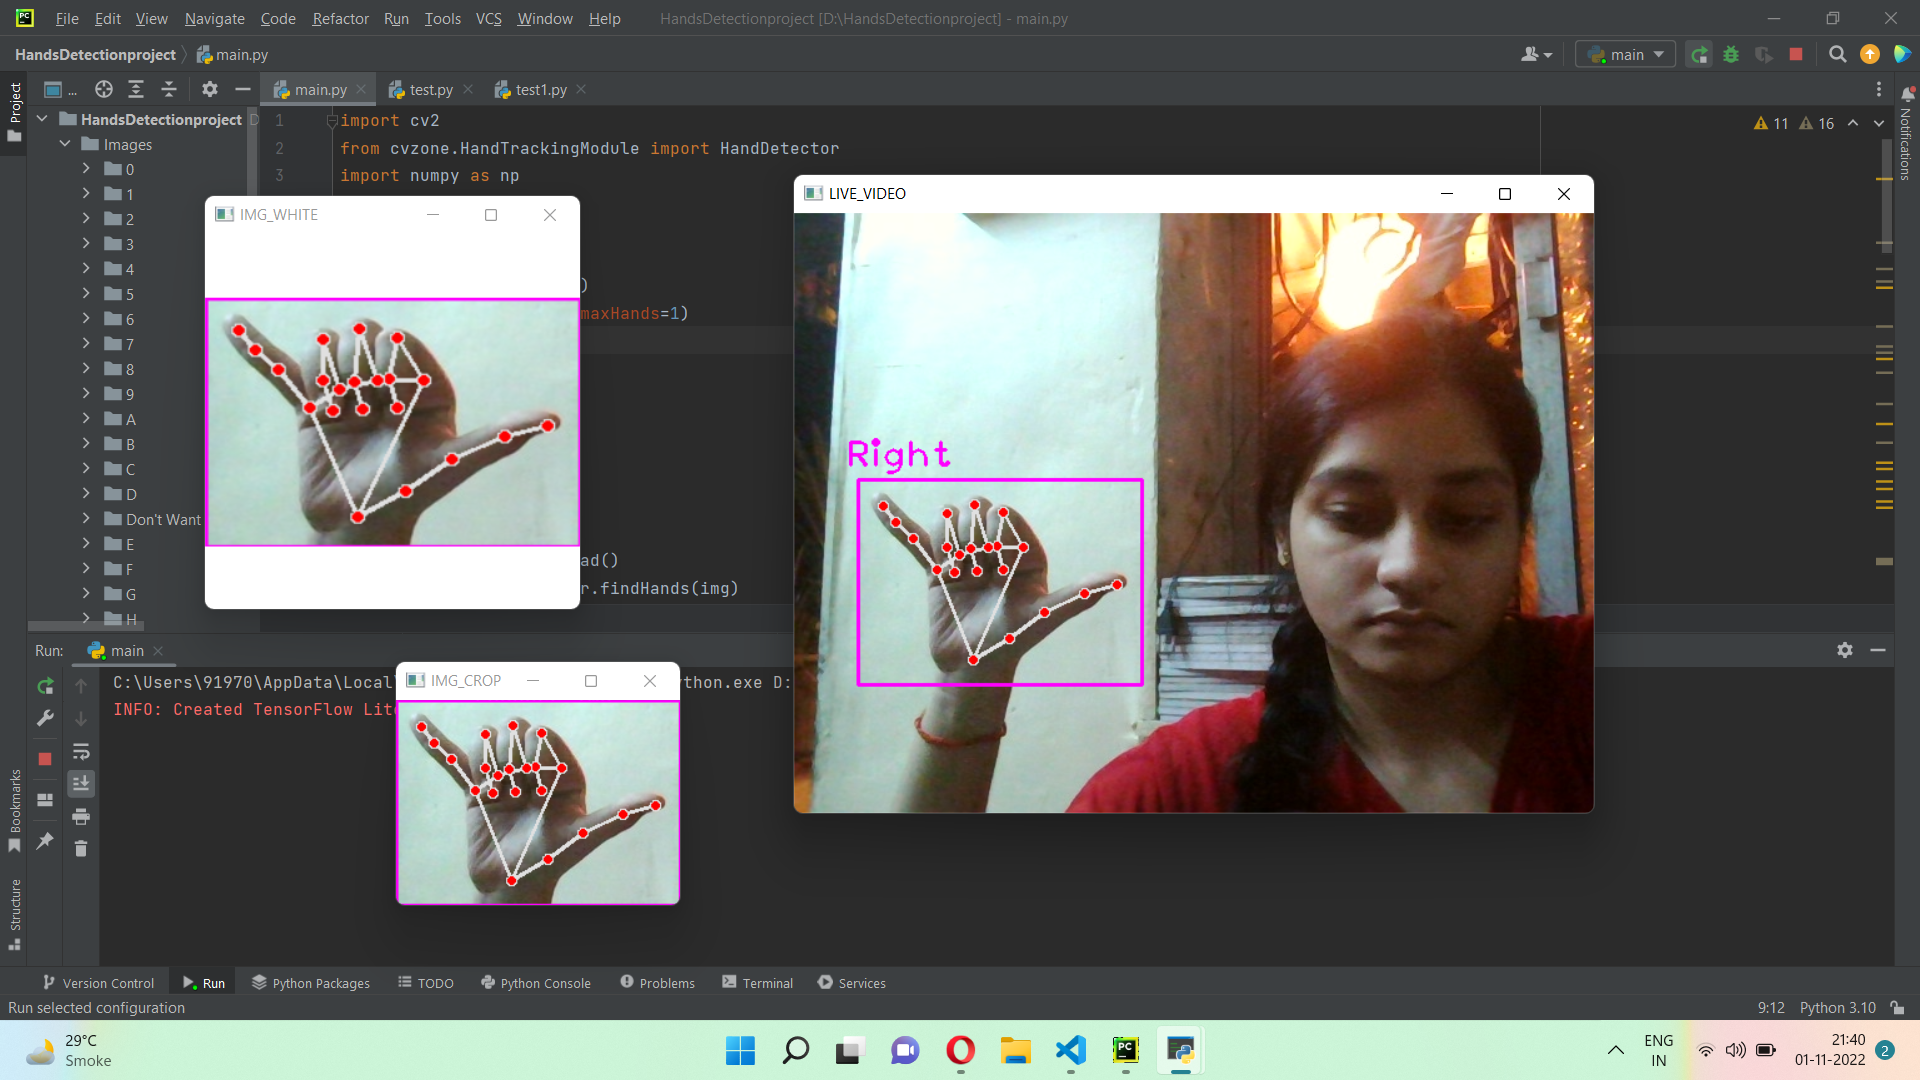 File Edit View Navigate Code Refactor Run Tools VCS Window Help HandsDetectionproject [D:\HandsDetectionproject] - main.py
HandsDetectionproject main.py main
Project
... main.py test.py test1.py
Notifications
HandsDetectionproject
Images
0
1
2
3
4
5
6
7
8
9
A
B
C
D
Don't Want
E
F
G
H
1 import cv2
2 from cvzone.HandTrackingModule import HandDetector
3 import numpy as np
)
maxHands=1)
ad()
r.findHands(img)
11 16
IMG_WHITE
LIVE_VIDEO
Right
Run: main
C:\Users\91970\AppData\Local\
ython.exe D:
INFO: Created TensorFlow Lit
IMG_CROP
Bookmarks
Structure
Version Control Run Python Packages TODO Python Console Problems Terminal Services
Run selected configuration 9:12 Python 3.10
29°C
Smoke
PC
ENG
IN
21:40
01-11-2022
2